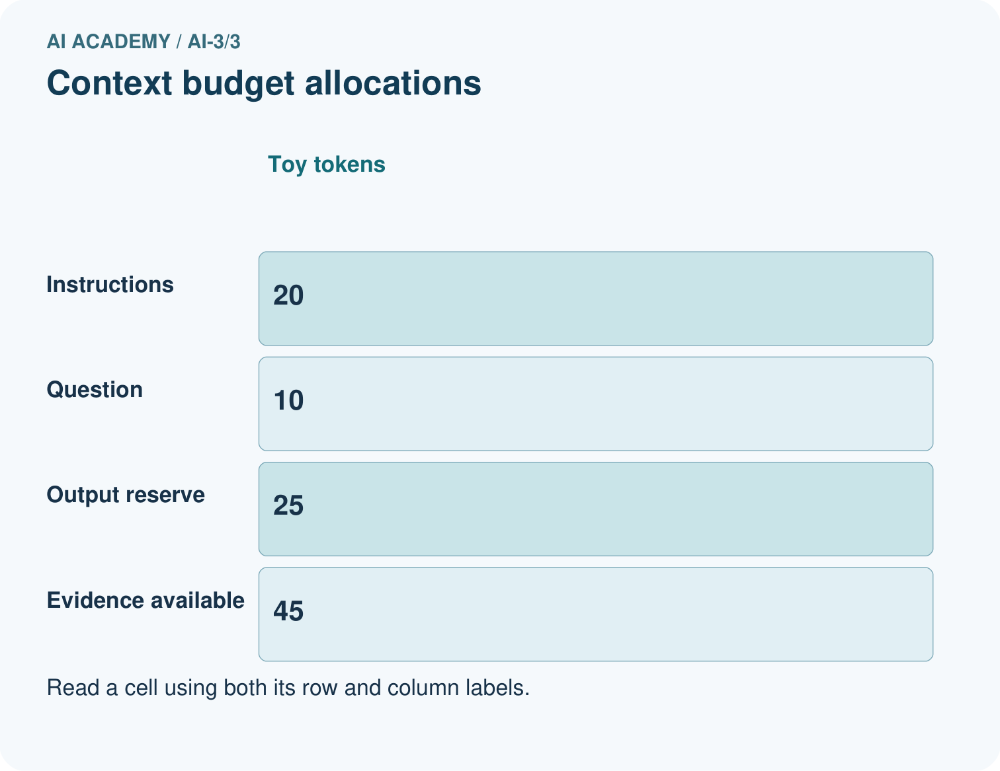 AI ACADEMY / AI-3/3
Context budget allocations
Toy tokens
Instructions
20
Question
10
Output reserve
25
Evidence available
45
Read a cell using both its row and column labels.